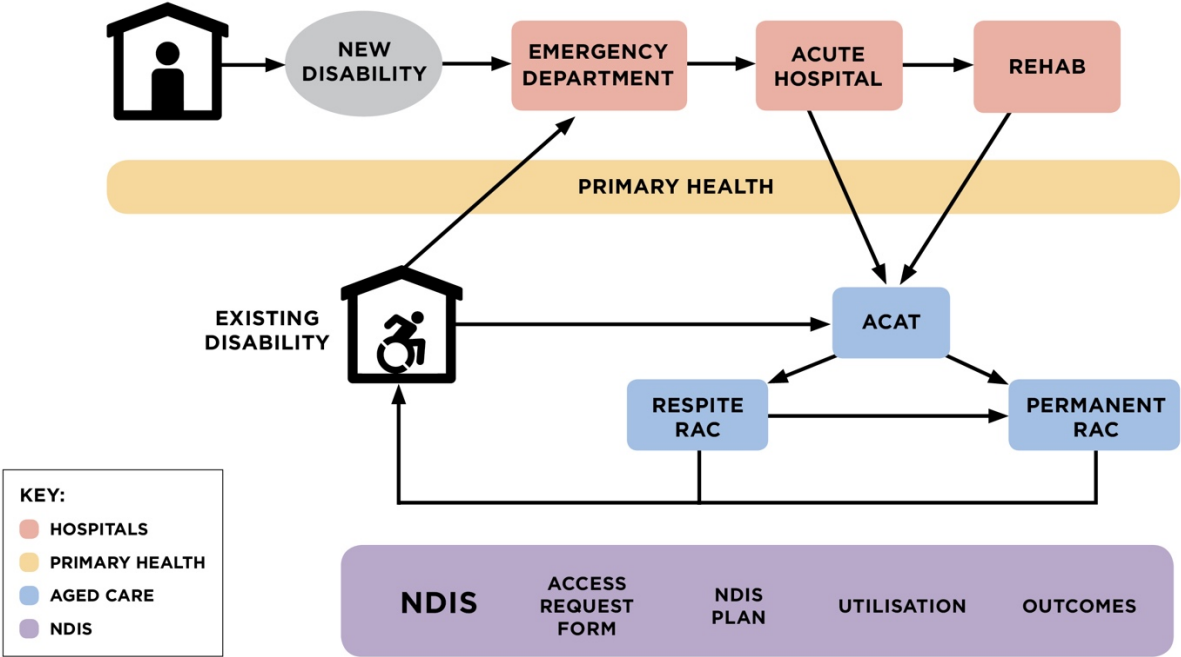 NEW
DISABILITY
EMERGENCY
DEPARTMENT
ACUTE
HOSPITAL
REHAB
PRIMARY HEALTH
EXISTING
DISABILITY
ACAT
RESPITE
RAC
PERMANENT
RAC
KEY:
HOSPITALS
PRIMARY HEALTH
AGED CARE
NDIS
NDIS
ACCESS
REQUEST
FORM
NDIS
PLAN
UTILISATION
OUTCOMES